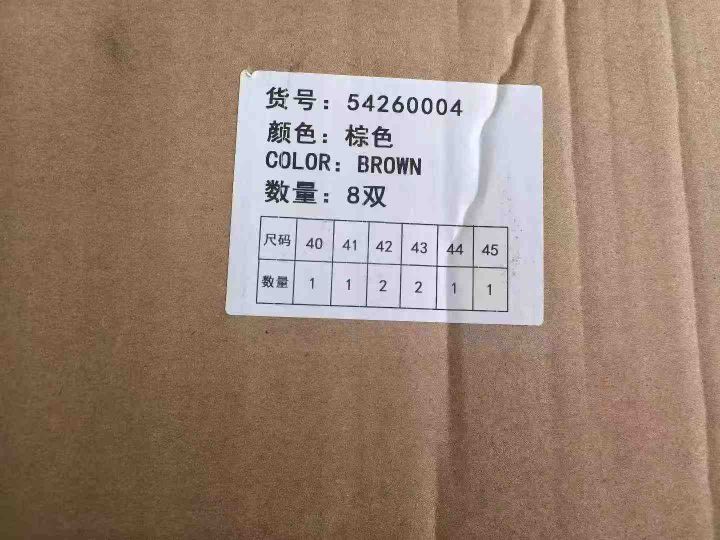 货号：54260004
颜色：棕色
COLOR：BROWN
数量：8双
尺码 40 41 42 43 44 45
数量 1 1 2 2 1 1